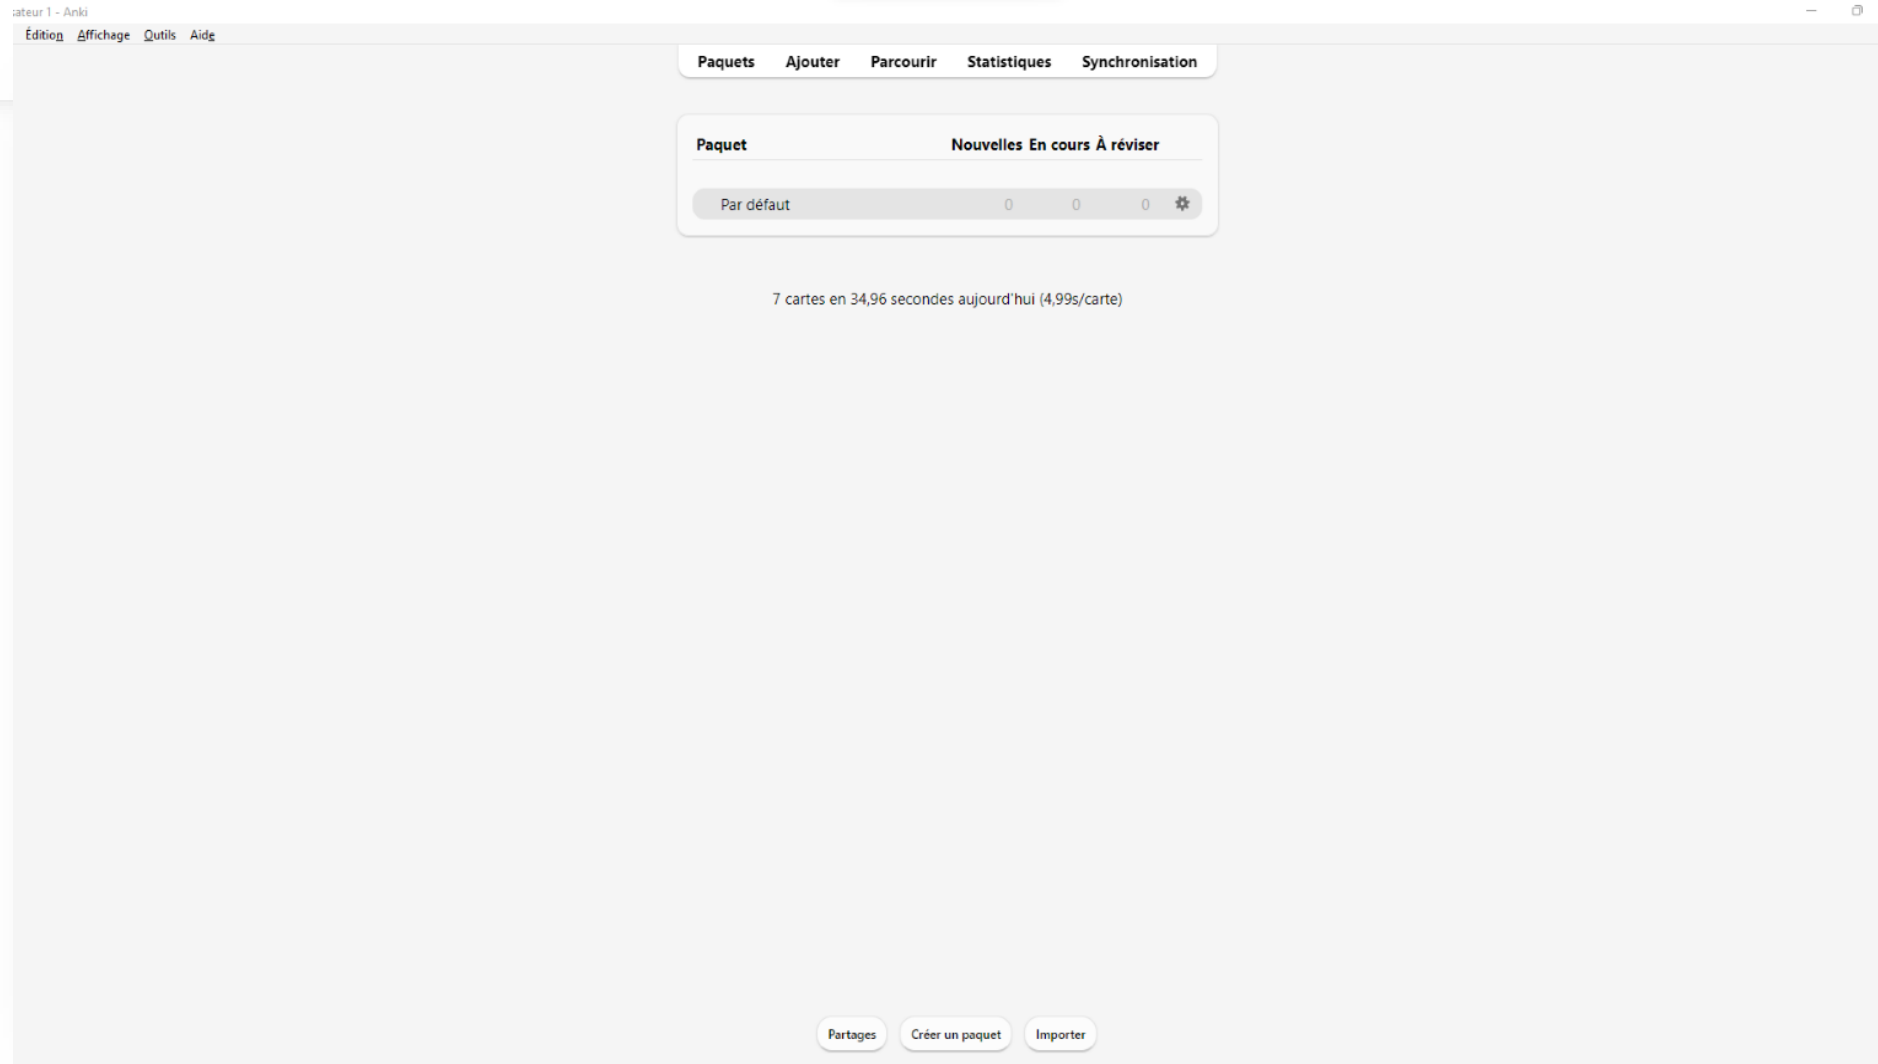 ateur 1 - Anki
Édition Affichage Outils Aide
Paquets Ajouter Parcourir Statistiques Synchronisation
Paquet Nouvelles En cours À réviser
Par défaut 0 0 0
7 cartes en 34,96 secondes aujourd'hui (4,99s/carte)
Partages Créer un paquet Importer